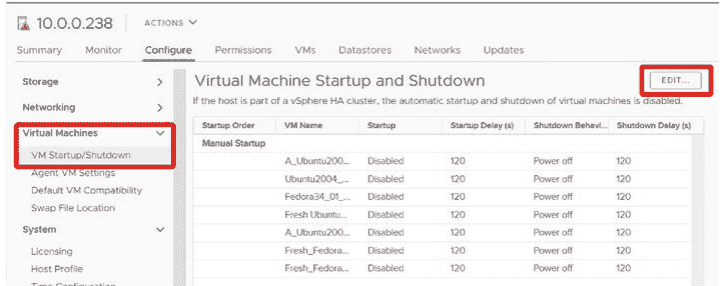 10.0.0.238 ACTIONS
Summary Monitor Configure Permissions VMs Datastores Networks Updates
Storage
Networking
Virtual Machines
VM Startup/Shutdown
Agent VM Settings
Default VM Compatibility
Swap File Location
System
Licensing
Host Profile
Time Configuration
Virtual Machine Startup and Shutdown EDIT...
If the host is part of a vSphere HA cluster, the automatic startup and shutdown of virtual machines is disabled.
Startup Order VM Name Startup Startup Delay (s) Shutdown Behavi... Shutdown Delay (s)
Manual Startup
A_Ubuntu200... Disabled 120 Power off 120
Ubuntu2004_... Disabled 120 Power off 120
Fedora34_01_... Disabled 120 Power off 120
Fresh Ubuntu... Disabled 120 Power off 120
A_Ubuntu200... Disabled 120 Power off 120
Fresh_Fedora... Disabled 120 Power off 120
Fresh_Fedora... Disabled 120 Power off 120